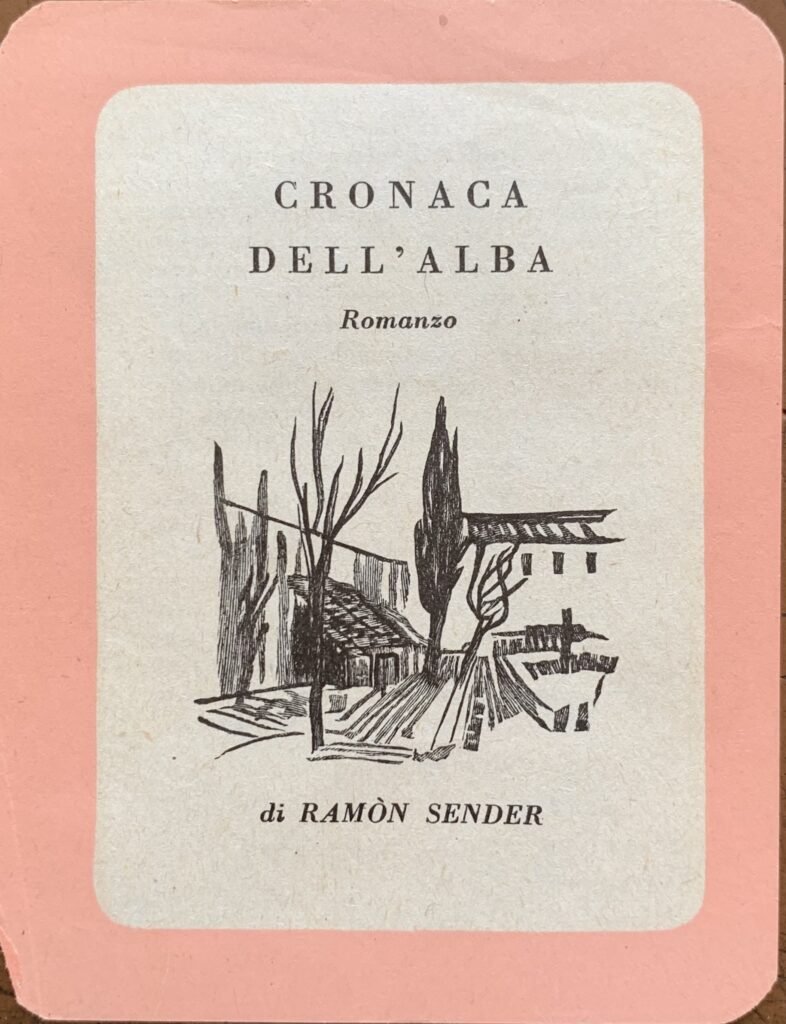 CRONACA
DELL’ALBA
Romanzo
di RAMÒN SENDER